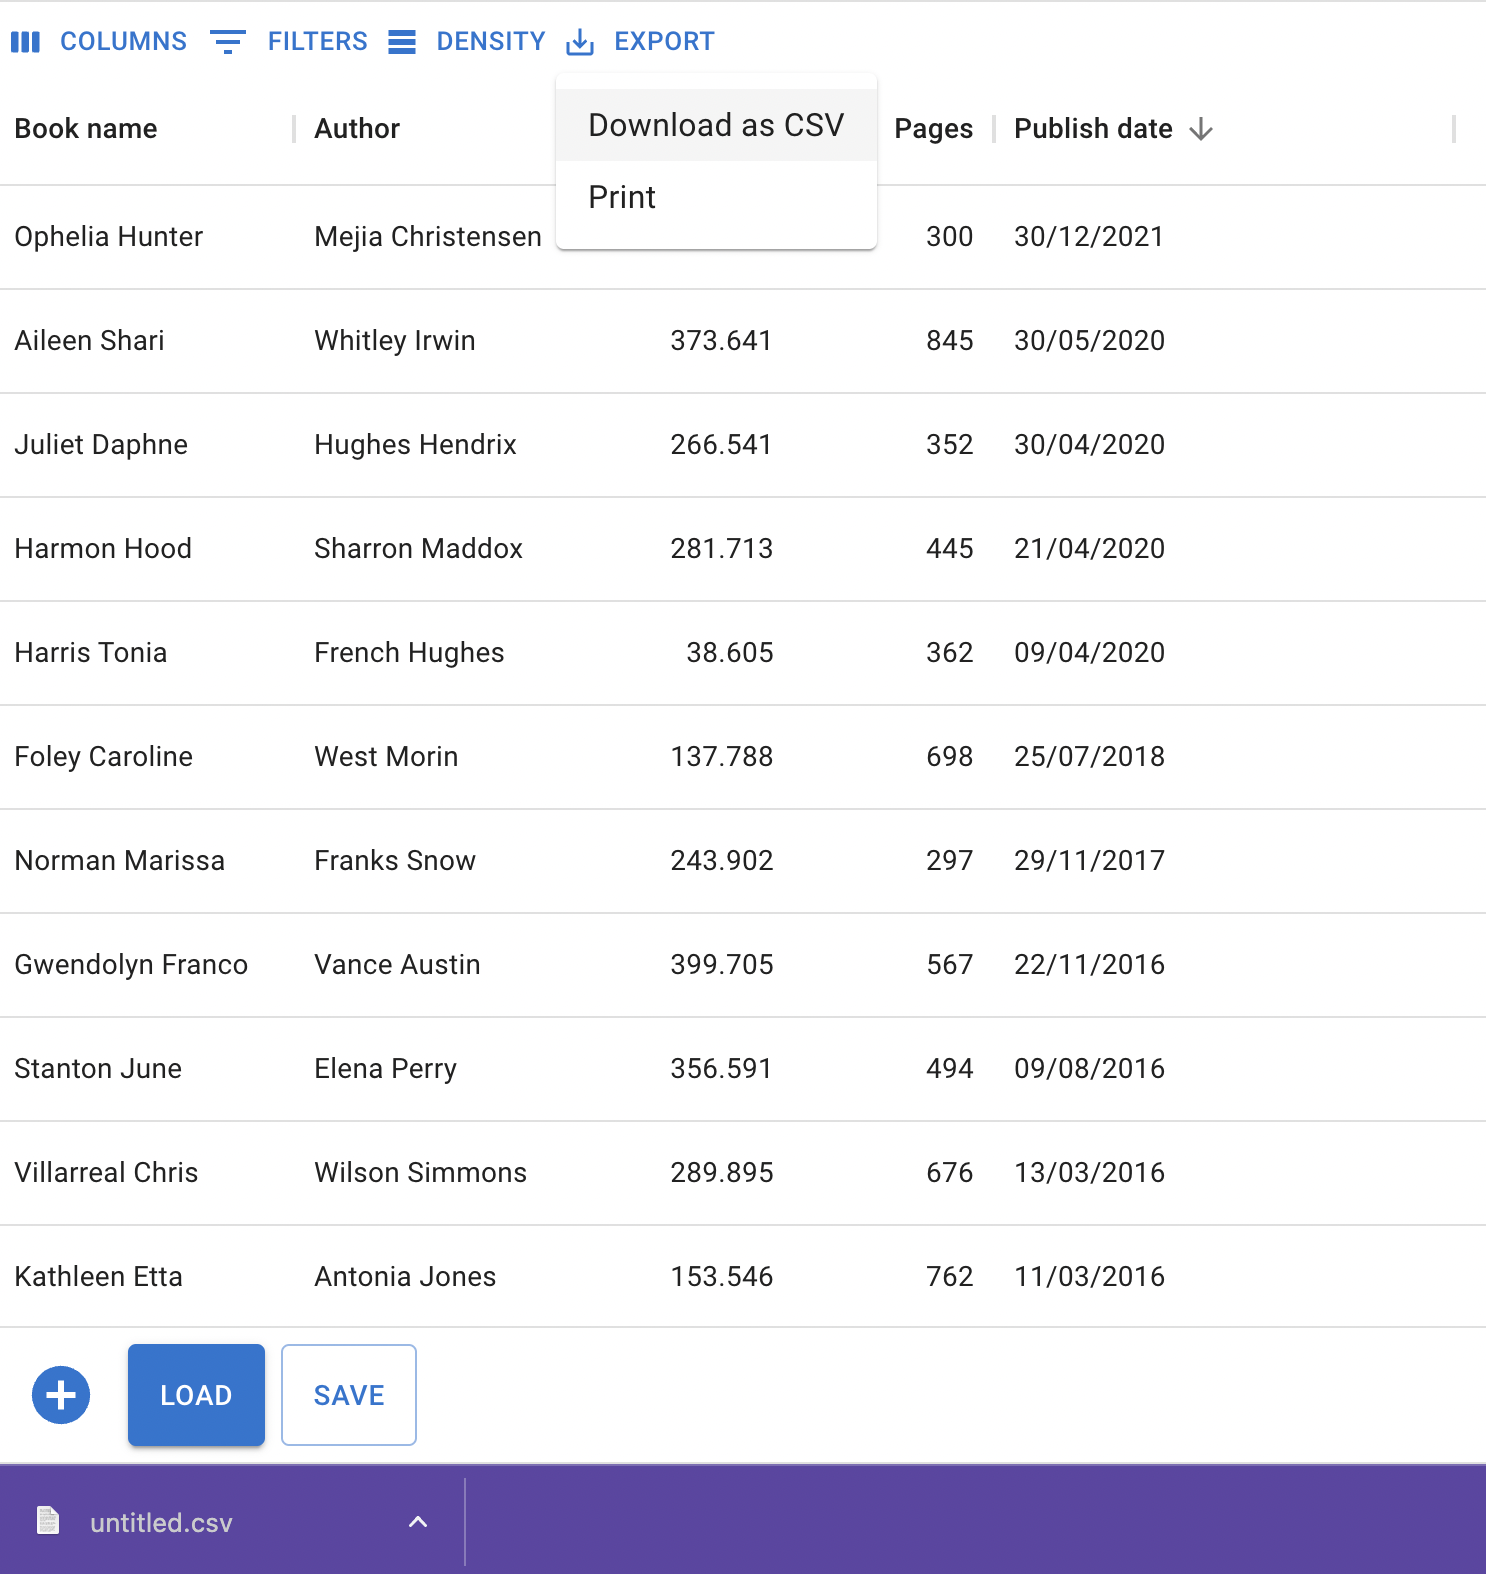 COLUMNS FILTERS DENSITY EXPORT
Download as CSV
Print
Book name Author Pages Publish date
Ophelia Hunter Mejia Christensen 300 30/12/2021
Aileen Shari Whitley Irwin 373.641 845 30/05/2020
Juliet Daphne Hughes Hendrix 266.541 352 30/04/2020
Harmon Hood Sharron Maddox 281.713 445 21/04/2020
Harris Tonia French Hughes 38.605 362 09/04/2020
Foley Caroline West Morin 137.788 698 25/07/2018
Norman Marissa Franks Snow 243.902 297 29/11/2017
Gwendolyn Franco Vance Austin 399.705 567 22/11/2016
Stanton June Elena Perry 356.591 494 09/08/2016
Villarreal Chris Wilson Simmons 289.895 676 13/03/2016
Kathleen Etta Antonia Jones 153.546 762 11/03/2016
LOAD SAVE
untitled.csv